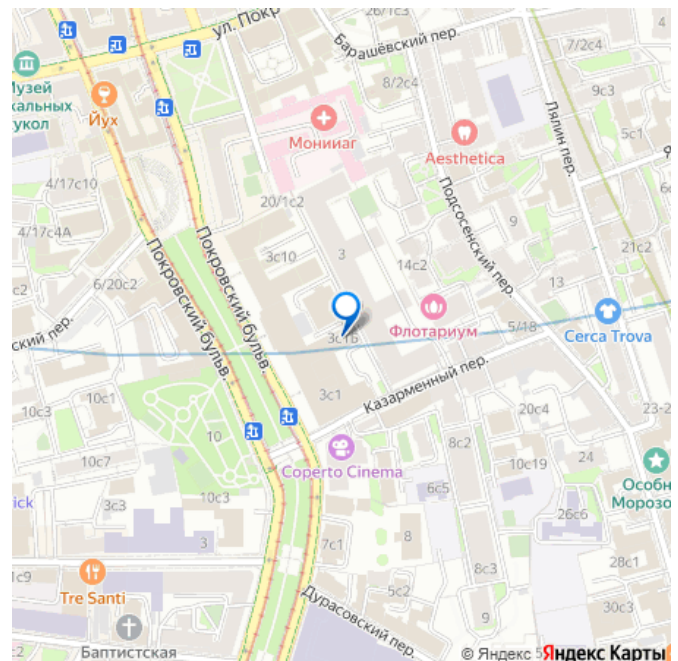 26/1с3
ул. Покр
Барашёвский пер.
7/2с4
4
Музей
кальных
укол
Йух
8/2с4
9с3
Мониааг
Aesthetica
5с1
Лялин пер.
4/17с10
20/1с2
Подсосенский пер.
9
4/17с4А
3с10
3
14с2
21с2
6/20с2
Покровский бульв.
Покровский бульв.
13
Флотариум
5/18
Cerca Trova
ский пер.
3с1Б
Казарменный пер.
10с1
10с3
3с1
20с4
23-2
10
8с2
10с7
Coperto Cinema
10с19
24
Особн
Морозо
10с3
6с5
ick
3с3
26с6
3
7с1
8
28с1
1с9
Tre Santi
8с3
5с2
30с3
Дурасовский пер.
9
Баптистская
© Яндекс
Яндекс Карты